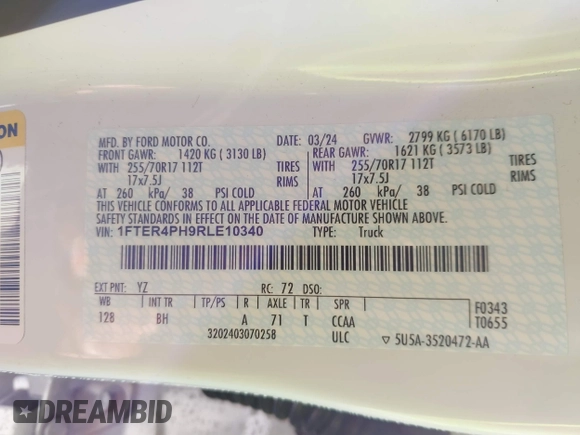 ON
MFD. BY FORD MOTOR CO. DATE: 03/24 GVWR: 2799 KG ( 6170 LB)
FRONT GAWR: 1420 KG ( 3130 LB) REAR GAWR: 1621 KG ( 3573 LB)
WITH 255/70R17 112T TIRES WITH 255/70R17 112T TIRES
17x7.5J RIMS 17x7.5J RIMS
AT 260 kPa/ 38 PSI COLD AT 260 kPa/ 38 PSI COLD
THIS VEHICLE CONFORMS TO ALL APPLICABLE FEDERAL MOTOR VEHICLE
SAFETY STANDARDS IN EFFECT ON THE DATE OF MANUFACTURE SHOWN ABOVE.
VIN: 1FTER4PH9RLE10340 TYPE: Truck
EXT PNT: YZ RC: 72 DSO:
WB INT TR TP/PS R AXLE TR SPR F0343
128 BH A 71 T CCAA T0655
3202403070258 ULC ▽ 5U5A-3520472-AA
DREAMBID